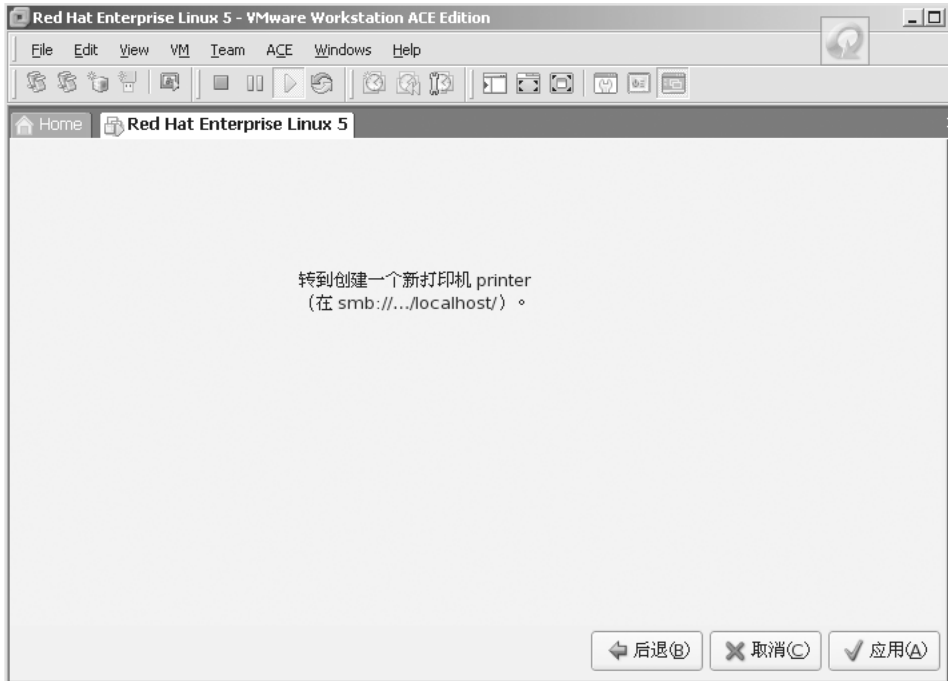 Red Hat Enterprise Linux 5 - VMware Workstation ACE Edition
File Edit View VM Team ACE Windows Help
Home Red Hat Enterprise Linux 5
转到创建一个新打印机 printer
（在 smb://.../localhost/）。
后退(B) 取消(C) 应用(A)